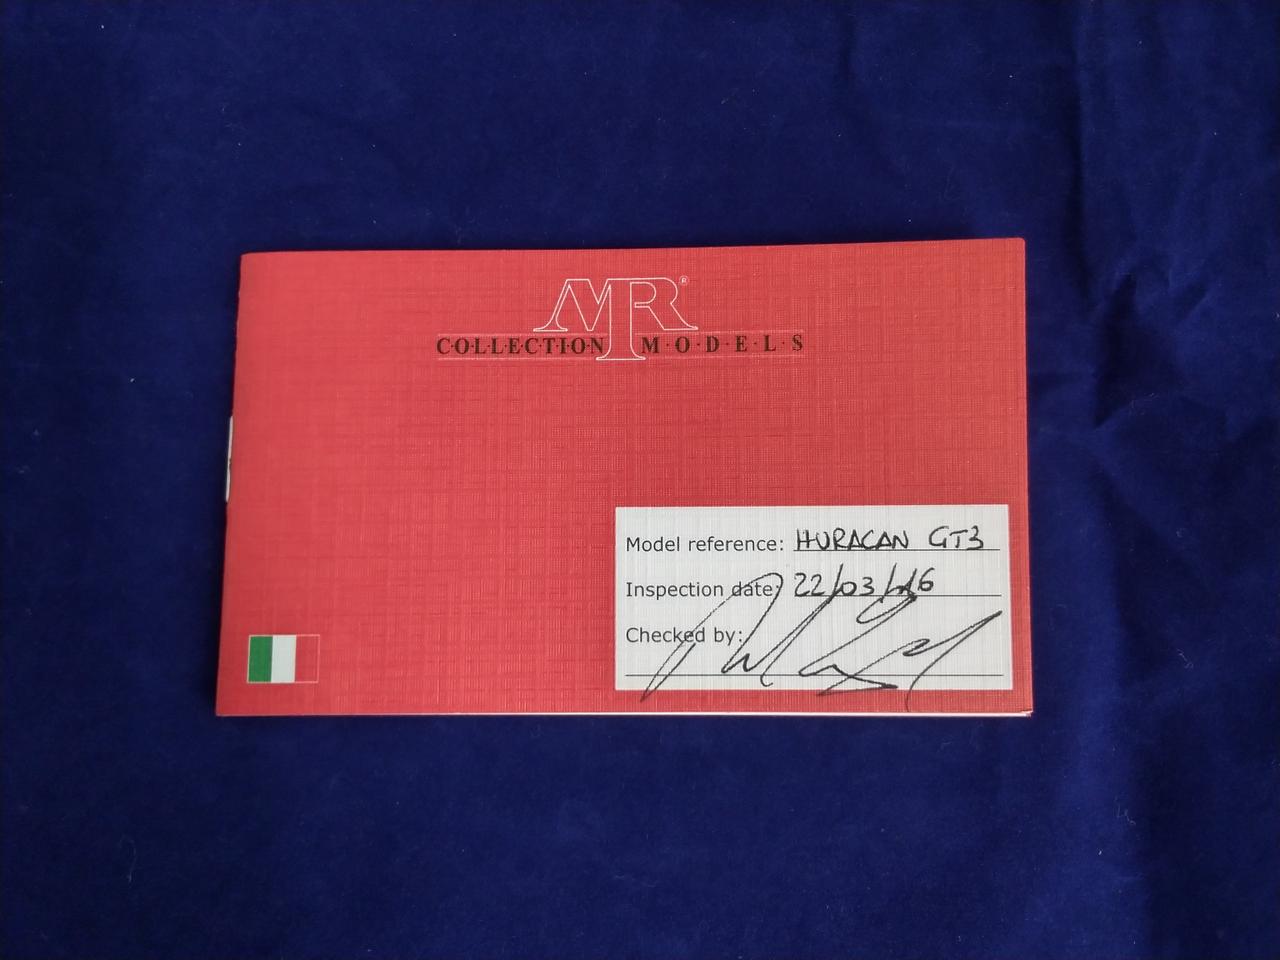 MR®
COLLECTION MODELS
Model reference: HURACAN GT3
Inspection date: 22/03/16
Checked by: